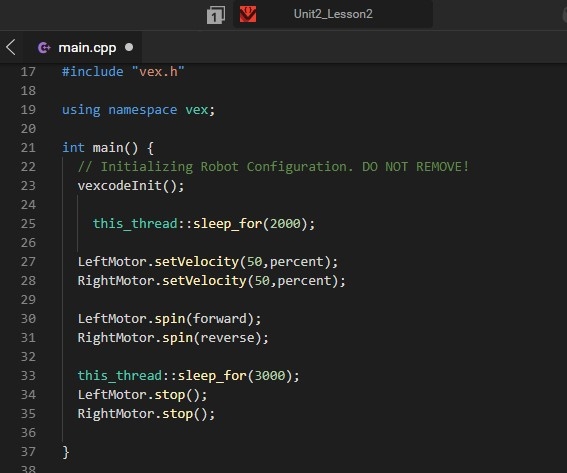 1 Unit2_Lesson2
main.cpp
17 #include "vex.h"
18
19 using namespace vex;
20
21 int main() {
22 // Initializing Robot Configuration. DO NOT REMOVE!
23 vexcodeInit();
24
25 this_thread::sleep_for(2000);
26
27 LeftMotor.setVelocity(50,percent);
28 RightMotor.setVelocity(50,percent);
29
30 LeftMotor.spin(forward);
31 RightMotor.spin(reverse);
32
33 this_thread::sleep_for(3000);
34 LeftMotor.stop();
35 RightMotor.stop();
36
37 }
38